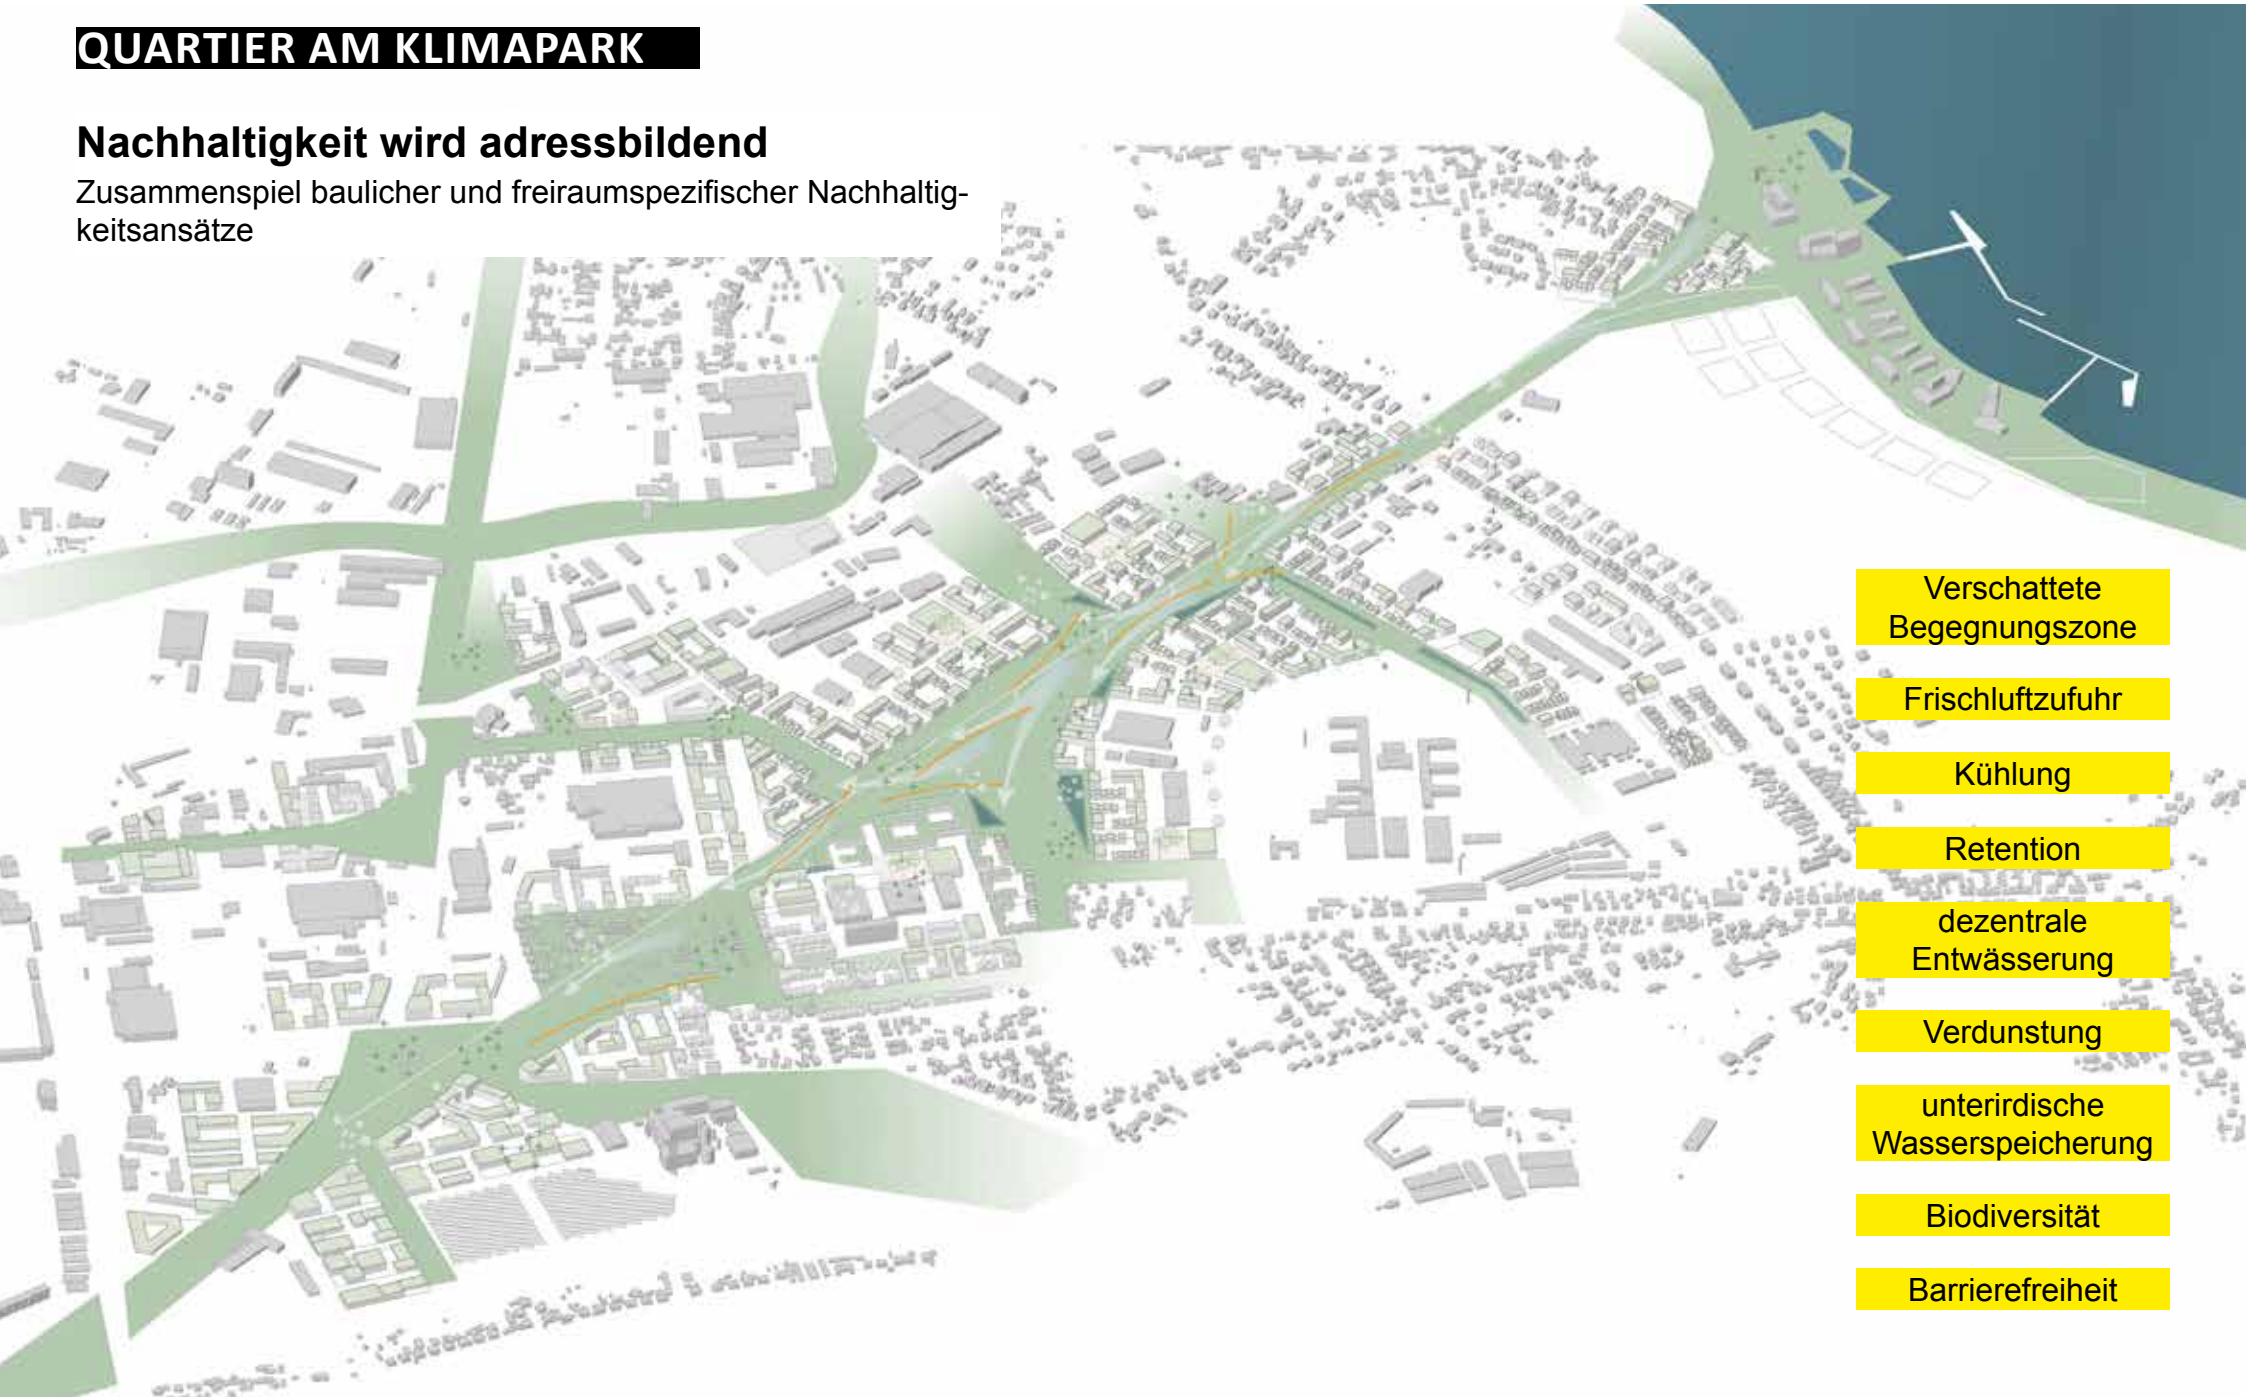 QUARTIER AM KLIMAPARK
Nachhaltigkeit wird adressbildend
Zusammenspiel baulicher und freiraumspezifischer Nachhaltig-
keitsansätze
Verschattete
Begegnungszone
Frischluftzufuhr
Kühlung
Retention
dezentrale
Entwässerung
Verdunstung
unterirdische
Wasserspeicherung
Biodiversität
Barrierefreiheit